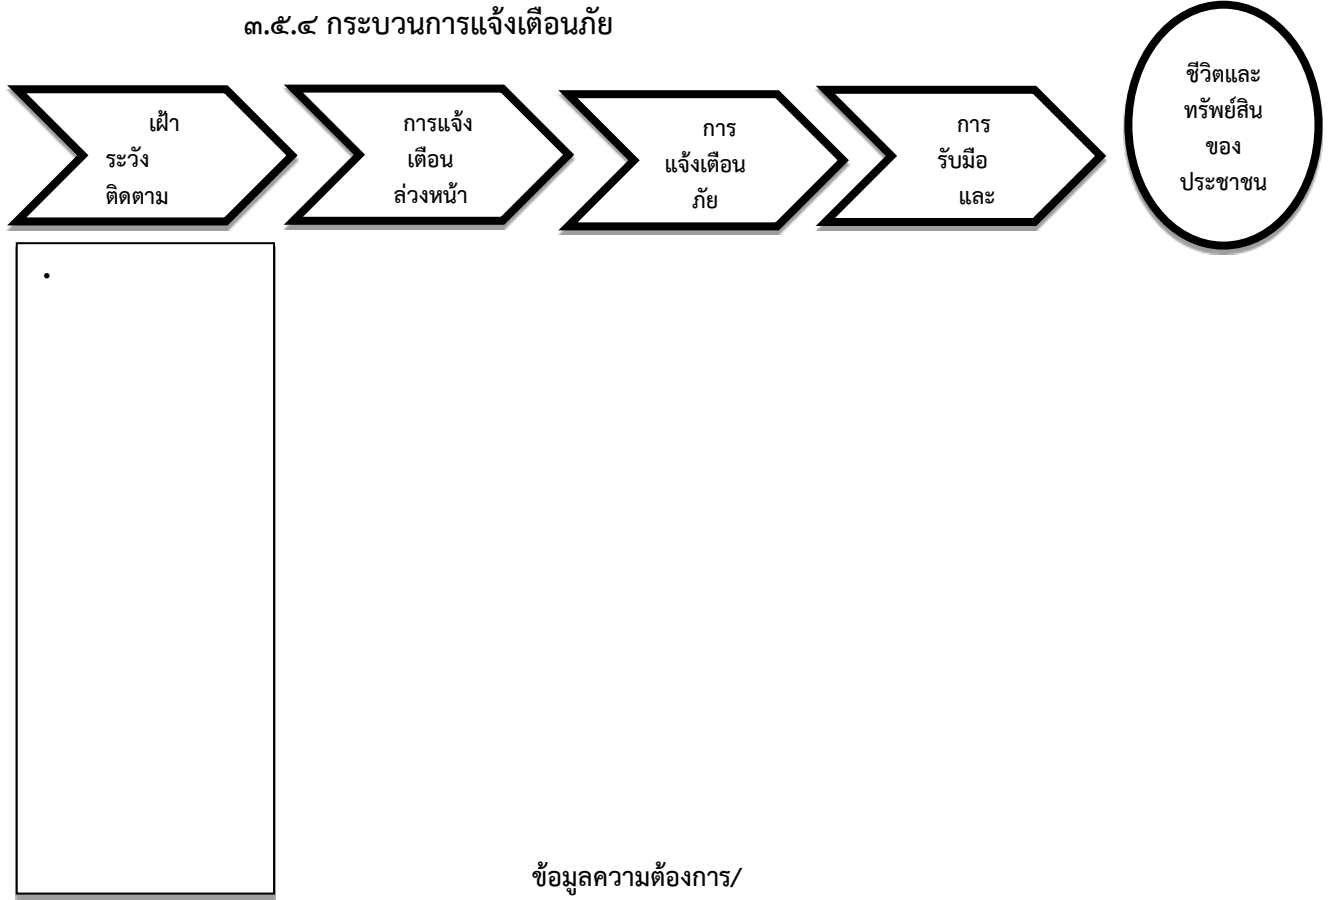 ๓.๕.๔ กระบวนการแจ้งเตือนภัย
เฝ้า
ระวัง
ติดตาม
การแจ้ง
เตือน
ล่วงหน้า
การ
แจ้งเตือน
ภัย
การ
รับมือ
และ
ชีวิตและ
ทรัพย์สิน
ของ
ประชาชน
•
ข้อมูลความต้องการ/